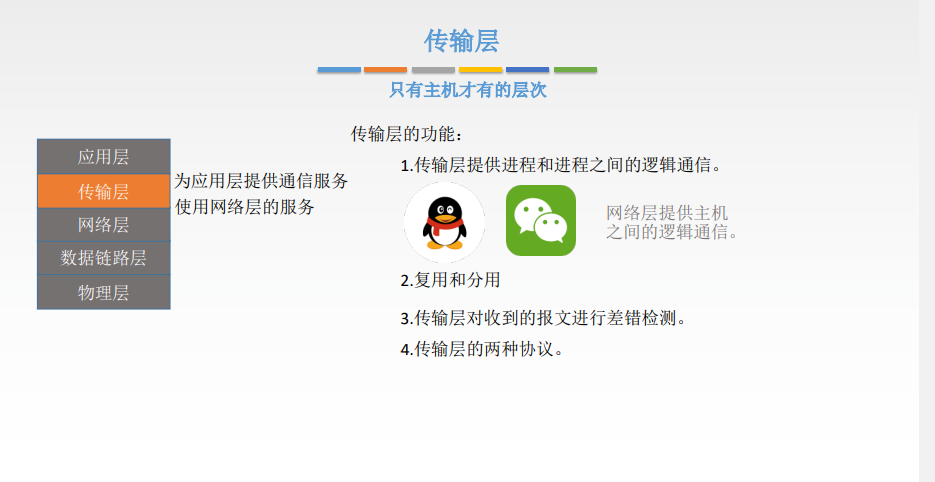 传输层
只有主机才有的层次
应用层
传输层
网络层
数据链路层
物理层
为应用层提供通信服务
使用网络层的服务
传输层的功能：
1.传输层提供进程和进程之间的逻辑通信。
网络层提供主机
之间的逻辑通信。
2.复用和分用
3.传输层对收到的报文进行差错检测。
4.传输层的两种协议。